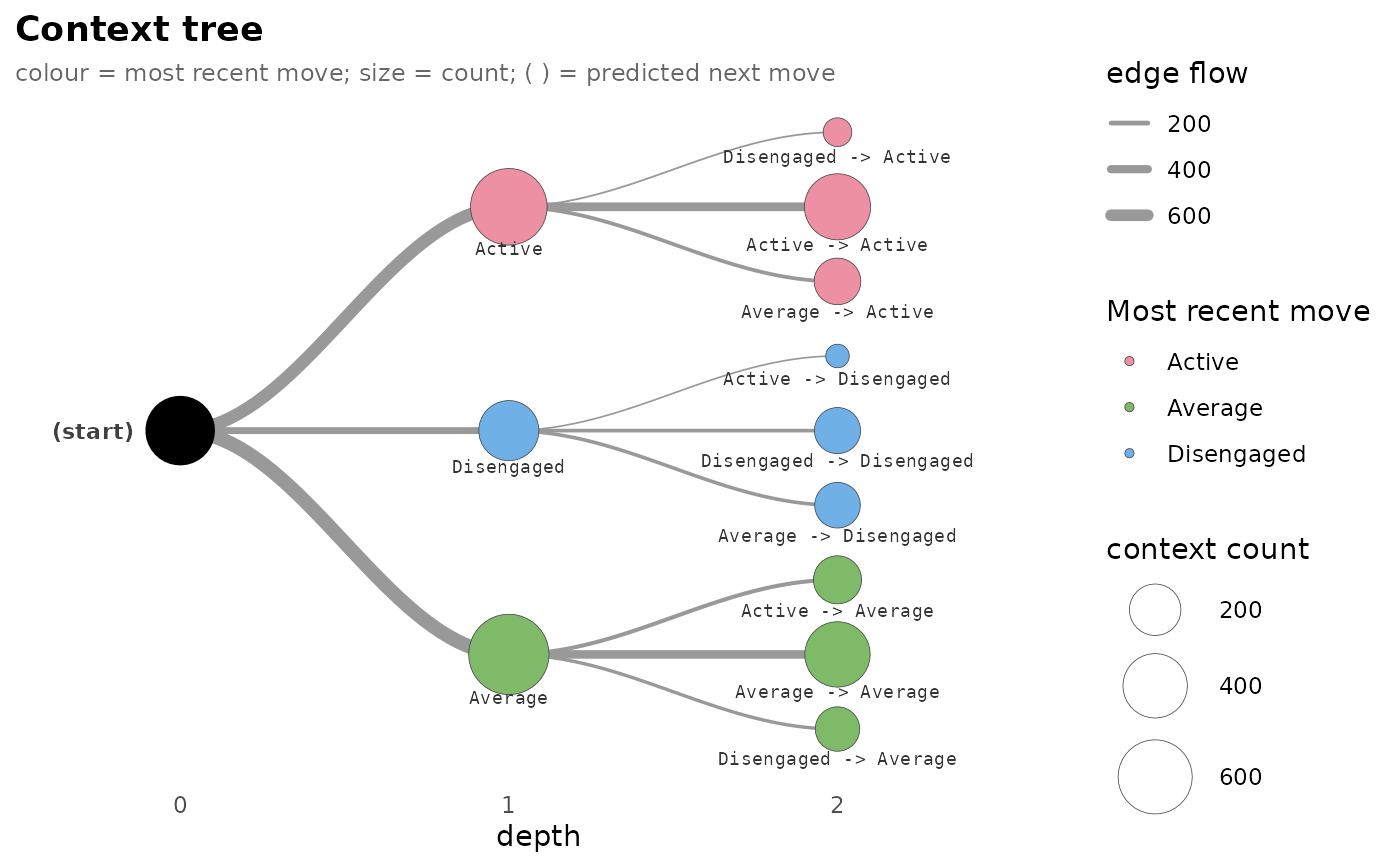 Context tree
colour = most recent move; size = count; ( ) = predicted next move
Disengaged -> Active
Active
Active -> Active
Average -> Active
Active -> Disengaged
(start)
Disengaged
Disengaged -> Disengaged
Average -> Disengaged
Active -> Average
Average
Average -> Average
Disengaged -> Average
0
1
2
depth
edge flow
200
400
600
Most recent move
Active
Average
Disengaged
context count
200
400
600